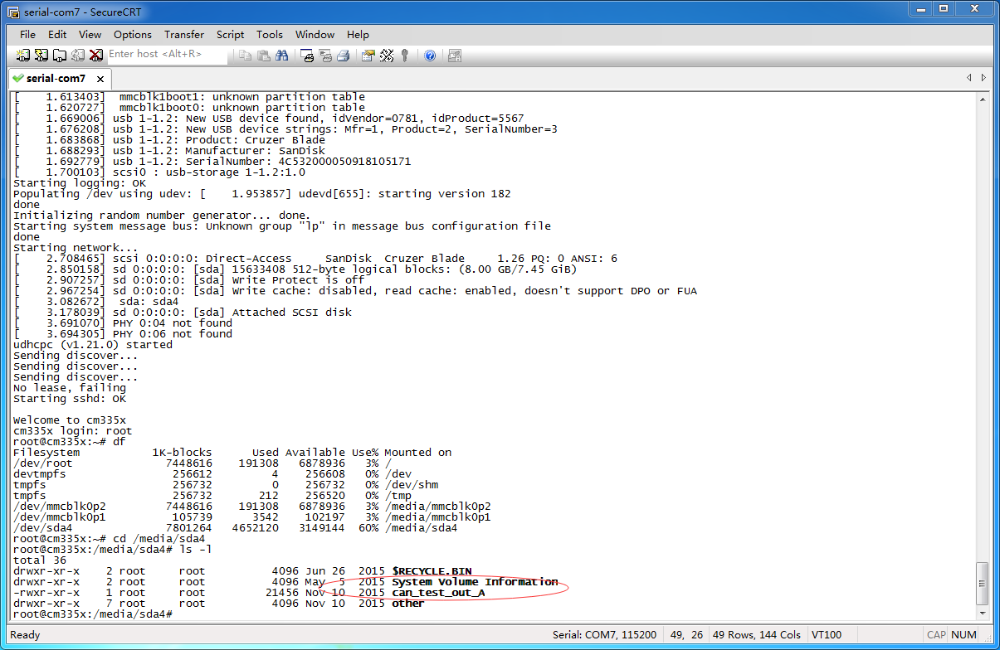 serial-com7 - SecureCRT
File Edit View Options Transfer Script Tools Window Help
Enter host <Alt+R>
serial-com7
[    1.613403]  mmcblk1boot1: unknown partition table
[    1.620727]  mmcblk1boot0: unknown partition table
[    1.669006] usb 1-1.2: New USB device found, idVendor=0781, idProduct=5567
[    1.676208] usb 1-1.2: New USB device strings: Mfr=1, Product=2, SerialNumber=3
[    1.683868] usb 1-1.2: Product: Cruzer Blade
[    1.688293] usb 1-1.2: Manufacturer: SanDisk
[    1.692779] usb 1-1.2: SerialNumber: 4C532000050918105171
[    1.700103] scsi0 : usb-storage 1-1.2:1.0
Starting logging: OK
Populating /dev using udev: [    1.953857] udevd[655]: starting version 182
done
Initializing random number generator... done.
Starting system message bus: Unknown group "lp" in message bus configuration file
done
Starting network...
[    2.708465] scsi 0:0:0:0: Direct-Access     SanDisk  Cruzer Blade     1.26 PQ: 0 ANSI: 6
[    2.850158] sd 0:0:0:0: [sda] 15633408 512-byte logical blocks: (8.00 GB/7.45 GiB)
[    2.907257] sd 0:0:0:0: [sda] Write Protect is off
[    2.967254] sd 0:0:0:0: [sda] Write cache: disabled, read cache: enabled, doesn't support DPO or FUA
[    3.082672]  sda: sda4
[    3.178039] sd 0:0:0:0: [sda] Attached SCSI disk
[    3.691070] PHY 0:04 not found
[    3.694305] PHY 0:06 not found
udhcpc (v1.21.0) started
Sending discover...
Sending discover...
Sending discover...
No lease, failing
Starting sshd: OK
Welcome to cm335x
cm335x login: root
root@cm335x:~# df
Filesystem           1K-blocks      Used Available Use% Mounted on
/dev/root              7448616    191308   6878936   3% /
devtmpfs                256612         4    256608   0% /dev
tmpfs                   256732         0    256732   0% /dev/shm
tmpfs                   256732       212    256520   0% /tmp
/dev/mmcblk0p2         7448616    191308   6878936   3% /media/mmcblk0p2
/dev/mmcblk0p1          105739      3542    102197   3% /media/mmcblk0p1
/dev/sda4              7801264   4652120   3149144  60% /media/sda4
root@cm335x:~# cd /media/sda4
root@cm335x:/media/sda4# ls -l
total 36
drwxr-xr-x    2 root     root          4096 Jun 26  2015 $RECYCLE.BIN
drwxr-xr-x    2 root     root          4096 May  5  2015 System Volume Information
-rwxr-xr-x    1 root     root         21456 Nov 10  2015 can_test_out_A
drwxr-xr-x    7 root     root          4096 Nov 10  2015 other
root@cm335x:/media/sda4#
Ready Serial: COM7, 115200 49, 26 49 Rows, 144 Cols VT100 CAP NUM